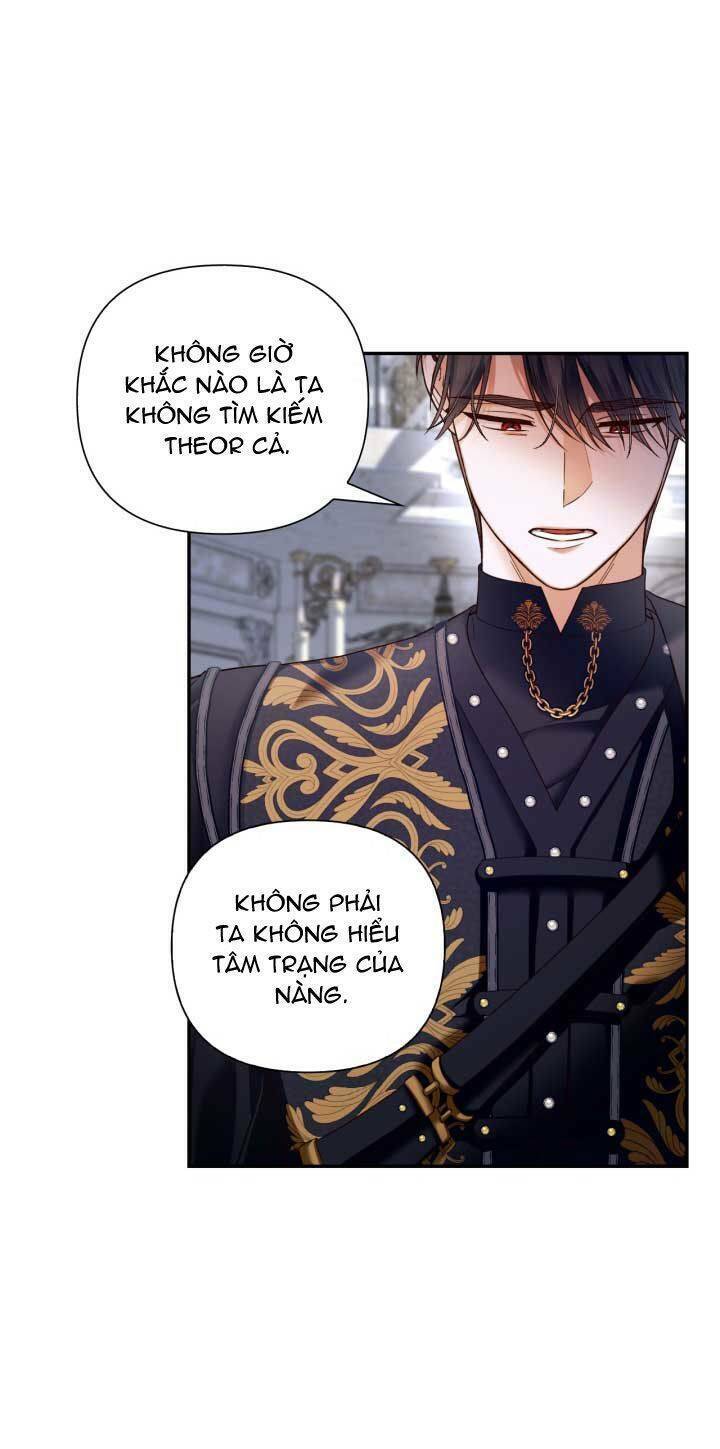 KHÔNG GIỜ
KHẮC NÀO LÀ TA
KHÔNG TÌM KIẾM
THEOR CẢ.
KHÔNG PHẢI
TA KHÔNG HIỂU
TÂM TRẠNG CỦA
NÀNG.